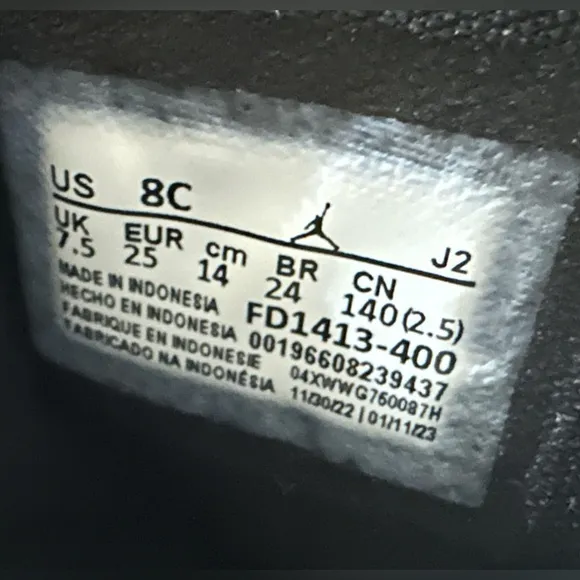 US 8C J2
UK EUR cm BR CN
7.5 25 14 24 140(2.5)
MADE IN INDONESIA FD1413-400
HECHO EN INDONESIA 00196608239437
FABRIQUE EN INDONESIE 04XWWG760087H
FABRICADO NA INDONÉSIA 11/30/22 | 01/11/23